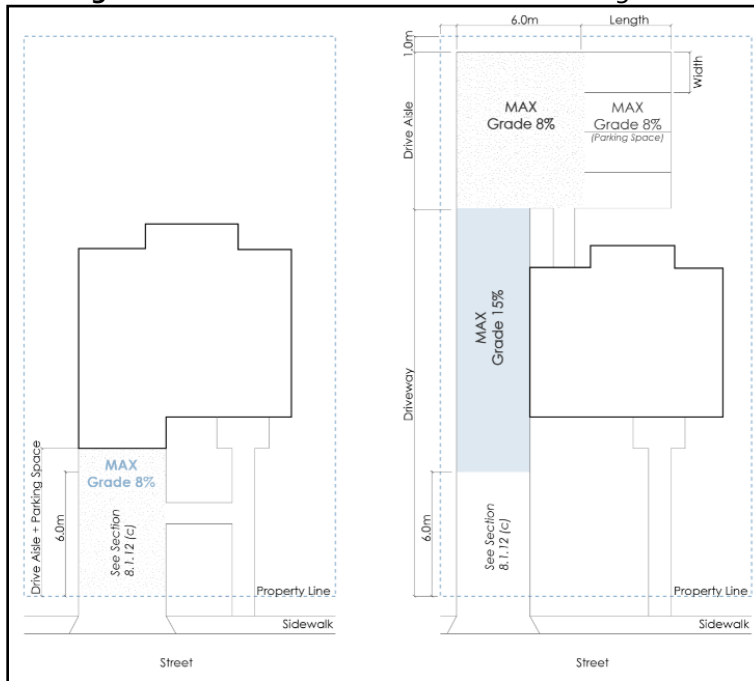 6.0m
Length
1.0m
Width
Drive Aisle
MAX
Grade 8%
MAX
Grade 8%
(Parking Space)
MAX
Grade 15%
Driveway
6.0m
See Section
8.1.12 (c)
Property Line
Sidewalk
Street
Drive Aisle + Parking Space
6.0m
MAX
Grade 8%
See Section
8.1.12 (c)
Property Line
Sidewalk
Street